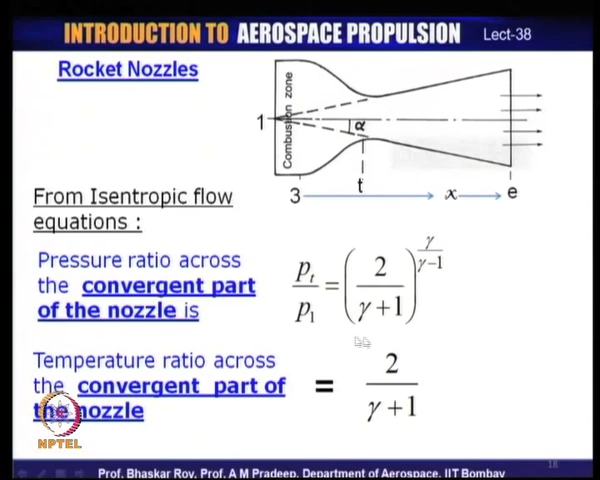 INTRODUCTION TO AEROSPACE PROPULSION Lect-38
Rocket Nozzles
Combustion zone
1
α
3
t
x
e
From Isentropic flow
equations :
Pressure ratio across
the convergent part
of the nozzle is
p_t/p_1 = (2/(γ+1))^(γ/(γ−1))
Temperature ratio across
the convergent part of
the nozzle
= 2/(γ+1)
NPTEL
18
Prof. Bhaskar Roy, Prof. A M Pradeep, Department of Aerospace, IIT Bombay